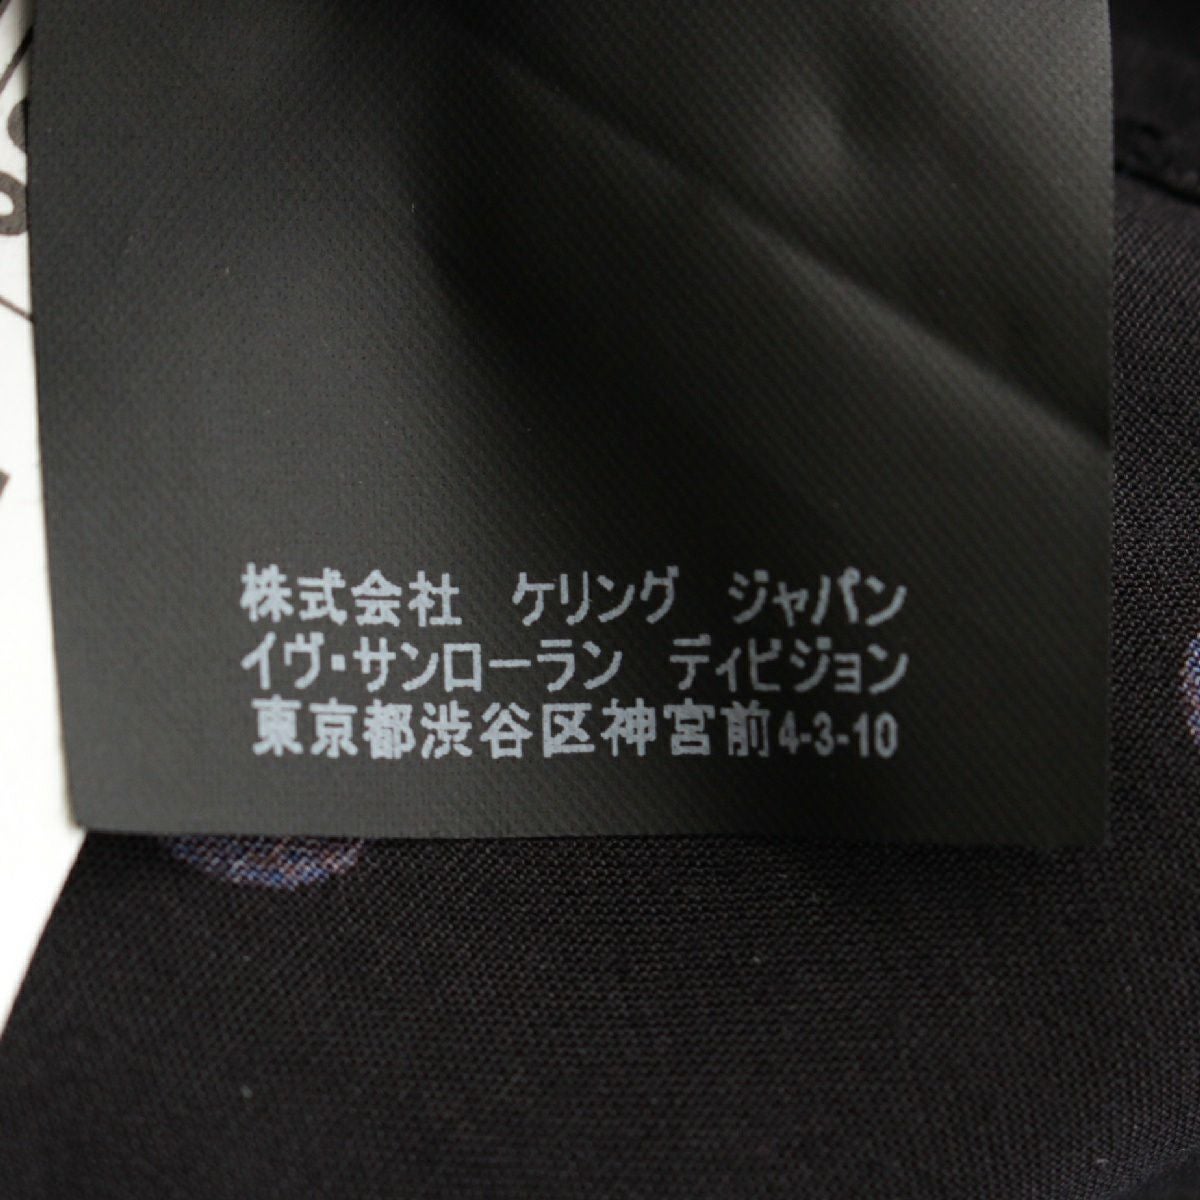 株式会社 ケリング ジャパン
イヴ・サンローラン ディビジョン
東京都渋谷区神宮前4-3-10